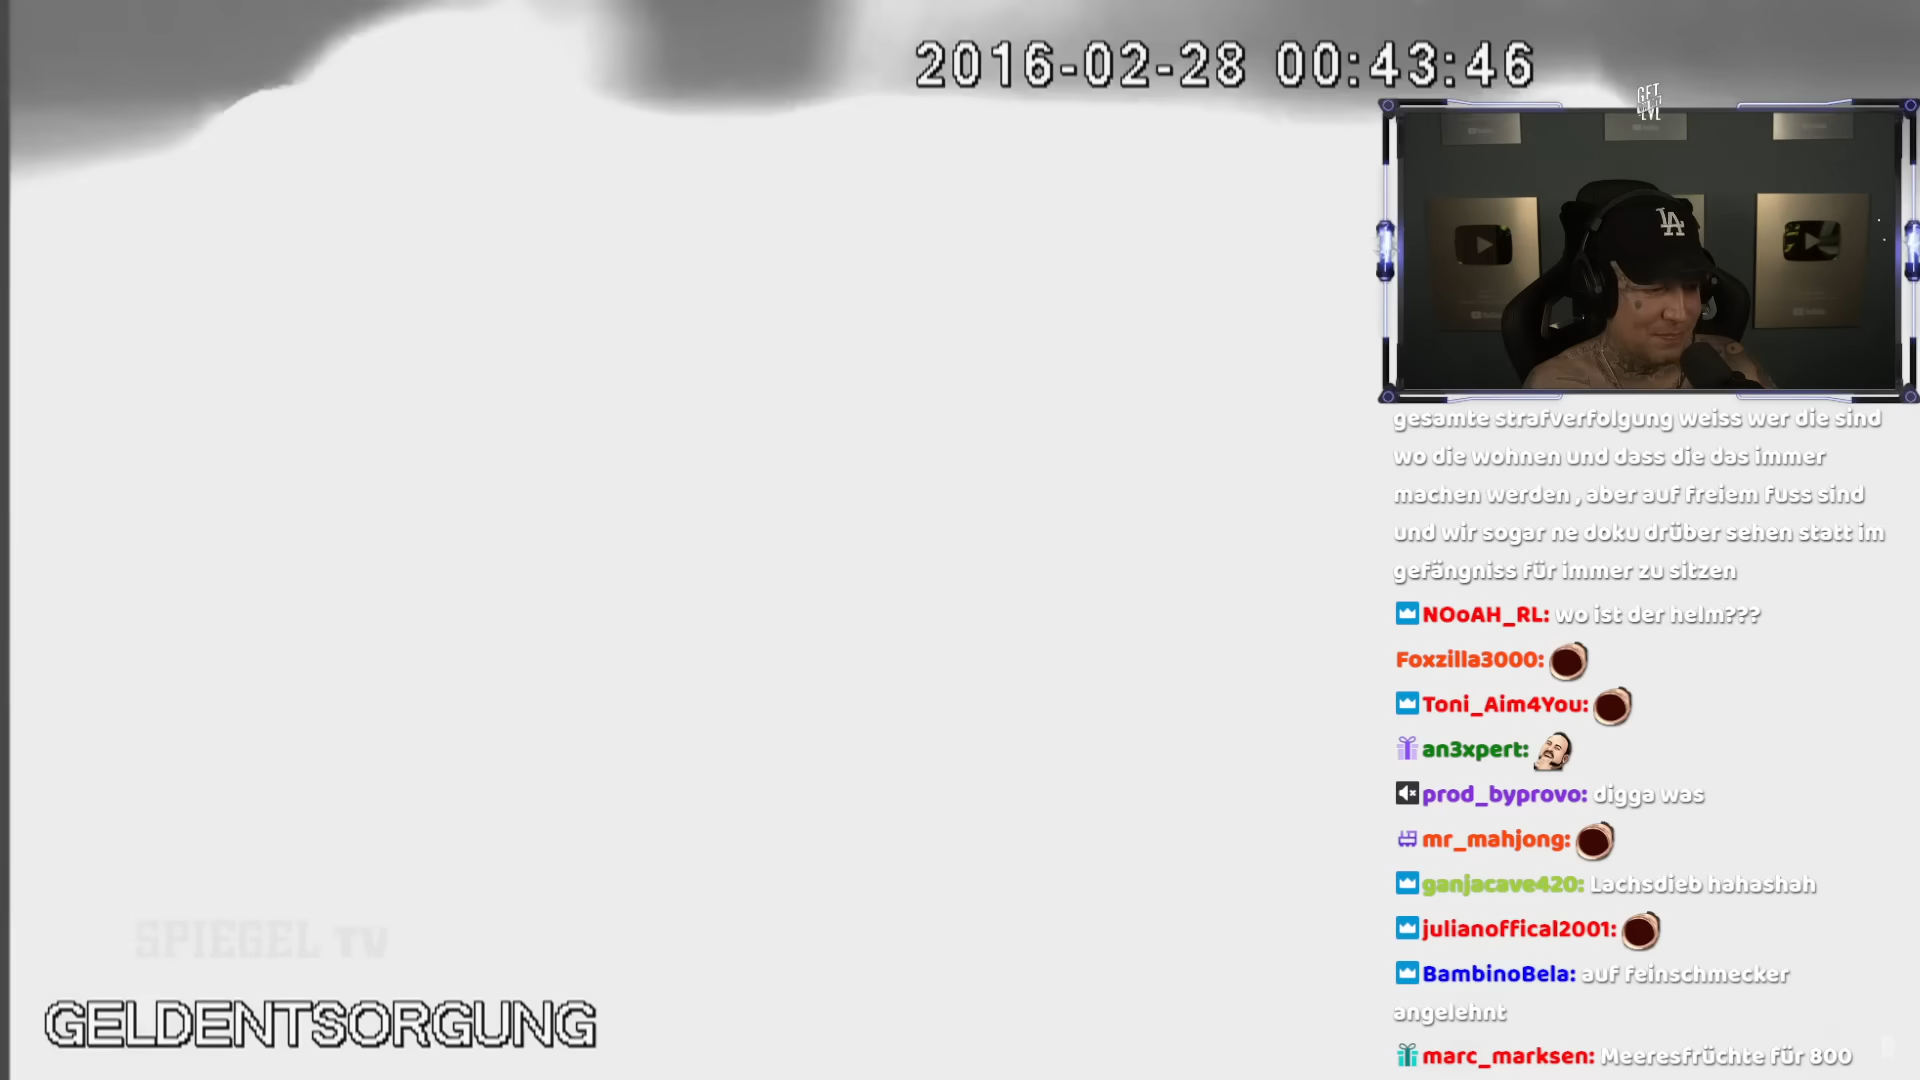 2016-02-28 00:43:46
GET
LVL
LA
gesamte strafverfolgung weiss wer die sind
wo die wohnen und dass die das immer
machen werden , aber auf freiem fuss sind
und wir sogar ne doku drüber sehen statt im
gefängniss für immer zu sitzen
NOoAH_RL: wo ist der helm???
Foxzilla3000:
Toni_Aim4You:
an3xpert:
prod_byprovo: digga was
mr_mahjong:
ganjacave420: Lachsdieb hahashah
julianoffical2001:
BambinoBela: auf feinschmecker
angelehnt
marc_marksen: Meeresfrüchte für 800
SPIEGEL TV
GELDENTSORGUNG